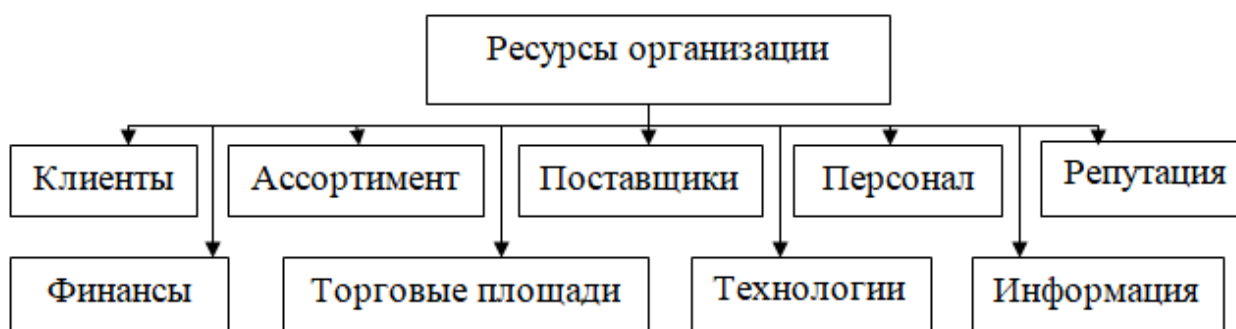 Ресурсы организации
Клиенты
Ассортимент
Поставщики
Персонал
Репутация
Финансы
Торговые площади
Технологии
Информация